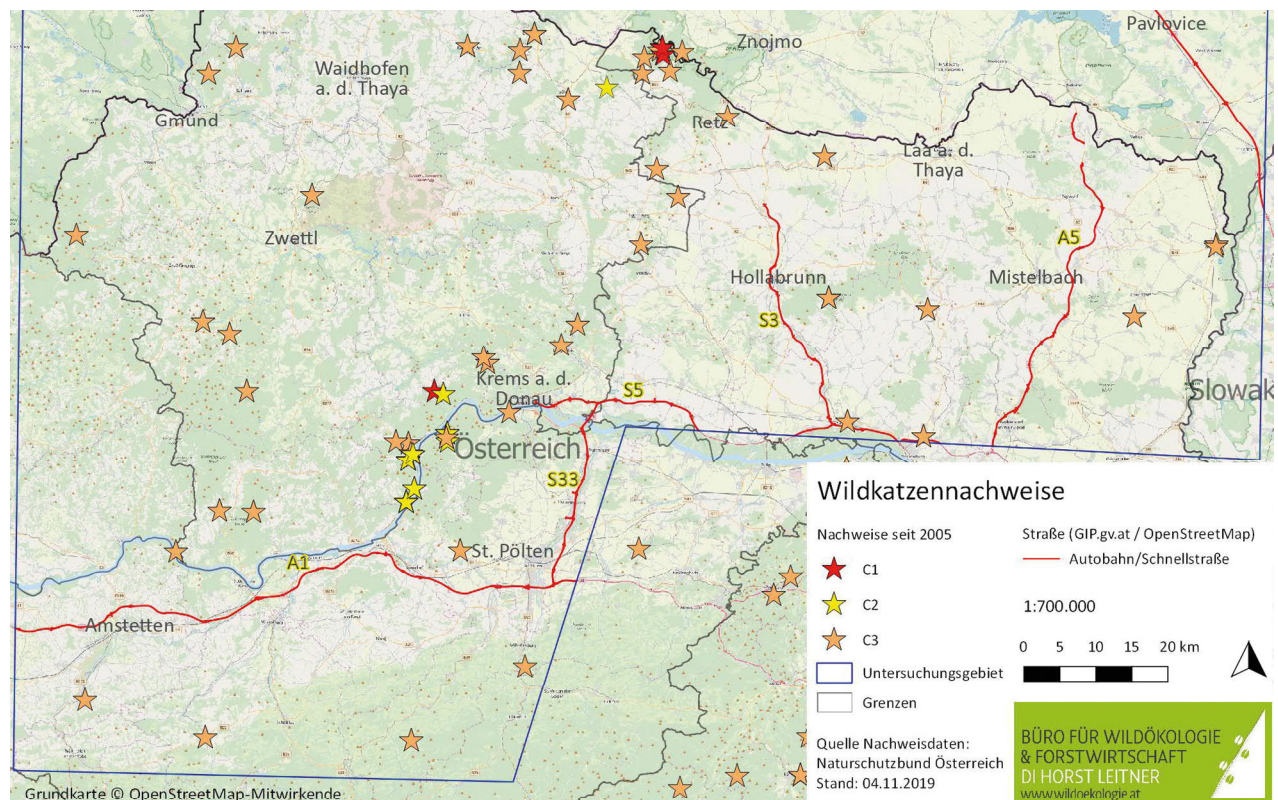 Pavlovice
Znojmo
Waidhofen
a. d. Thaya
Gmünd
Retz
Laa a. d.
Thaya
Zwettl
A5
Hollabrunn
Mistelbach
S3
Krems a. d.
Donau
S5
Slowak
Österreich
S33
St. Pölten
A1
Amstetten
Wildkatzennachweise
Nachweise seit 2005
C1
C2
C3
Untersuchungsgebiet
Grenzen
Straße (GIP.gv.at / OpenStreetMap)
Autobahn/Schnellstraße
1:700.000
0 5 10 15 20 km
Quelle Nachweisdaten:
Naturschutzbund Österreich
Stand: 04.11.2019
BÜRO FÜR WILDÖKOLOGIE
& FORSTWIRTSCHAFT
DI HORST LEITNER
www.wildoekologie.at
Grundkarte © OpenStreetMap-Mitwirkende